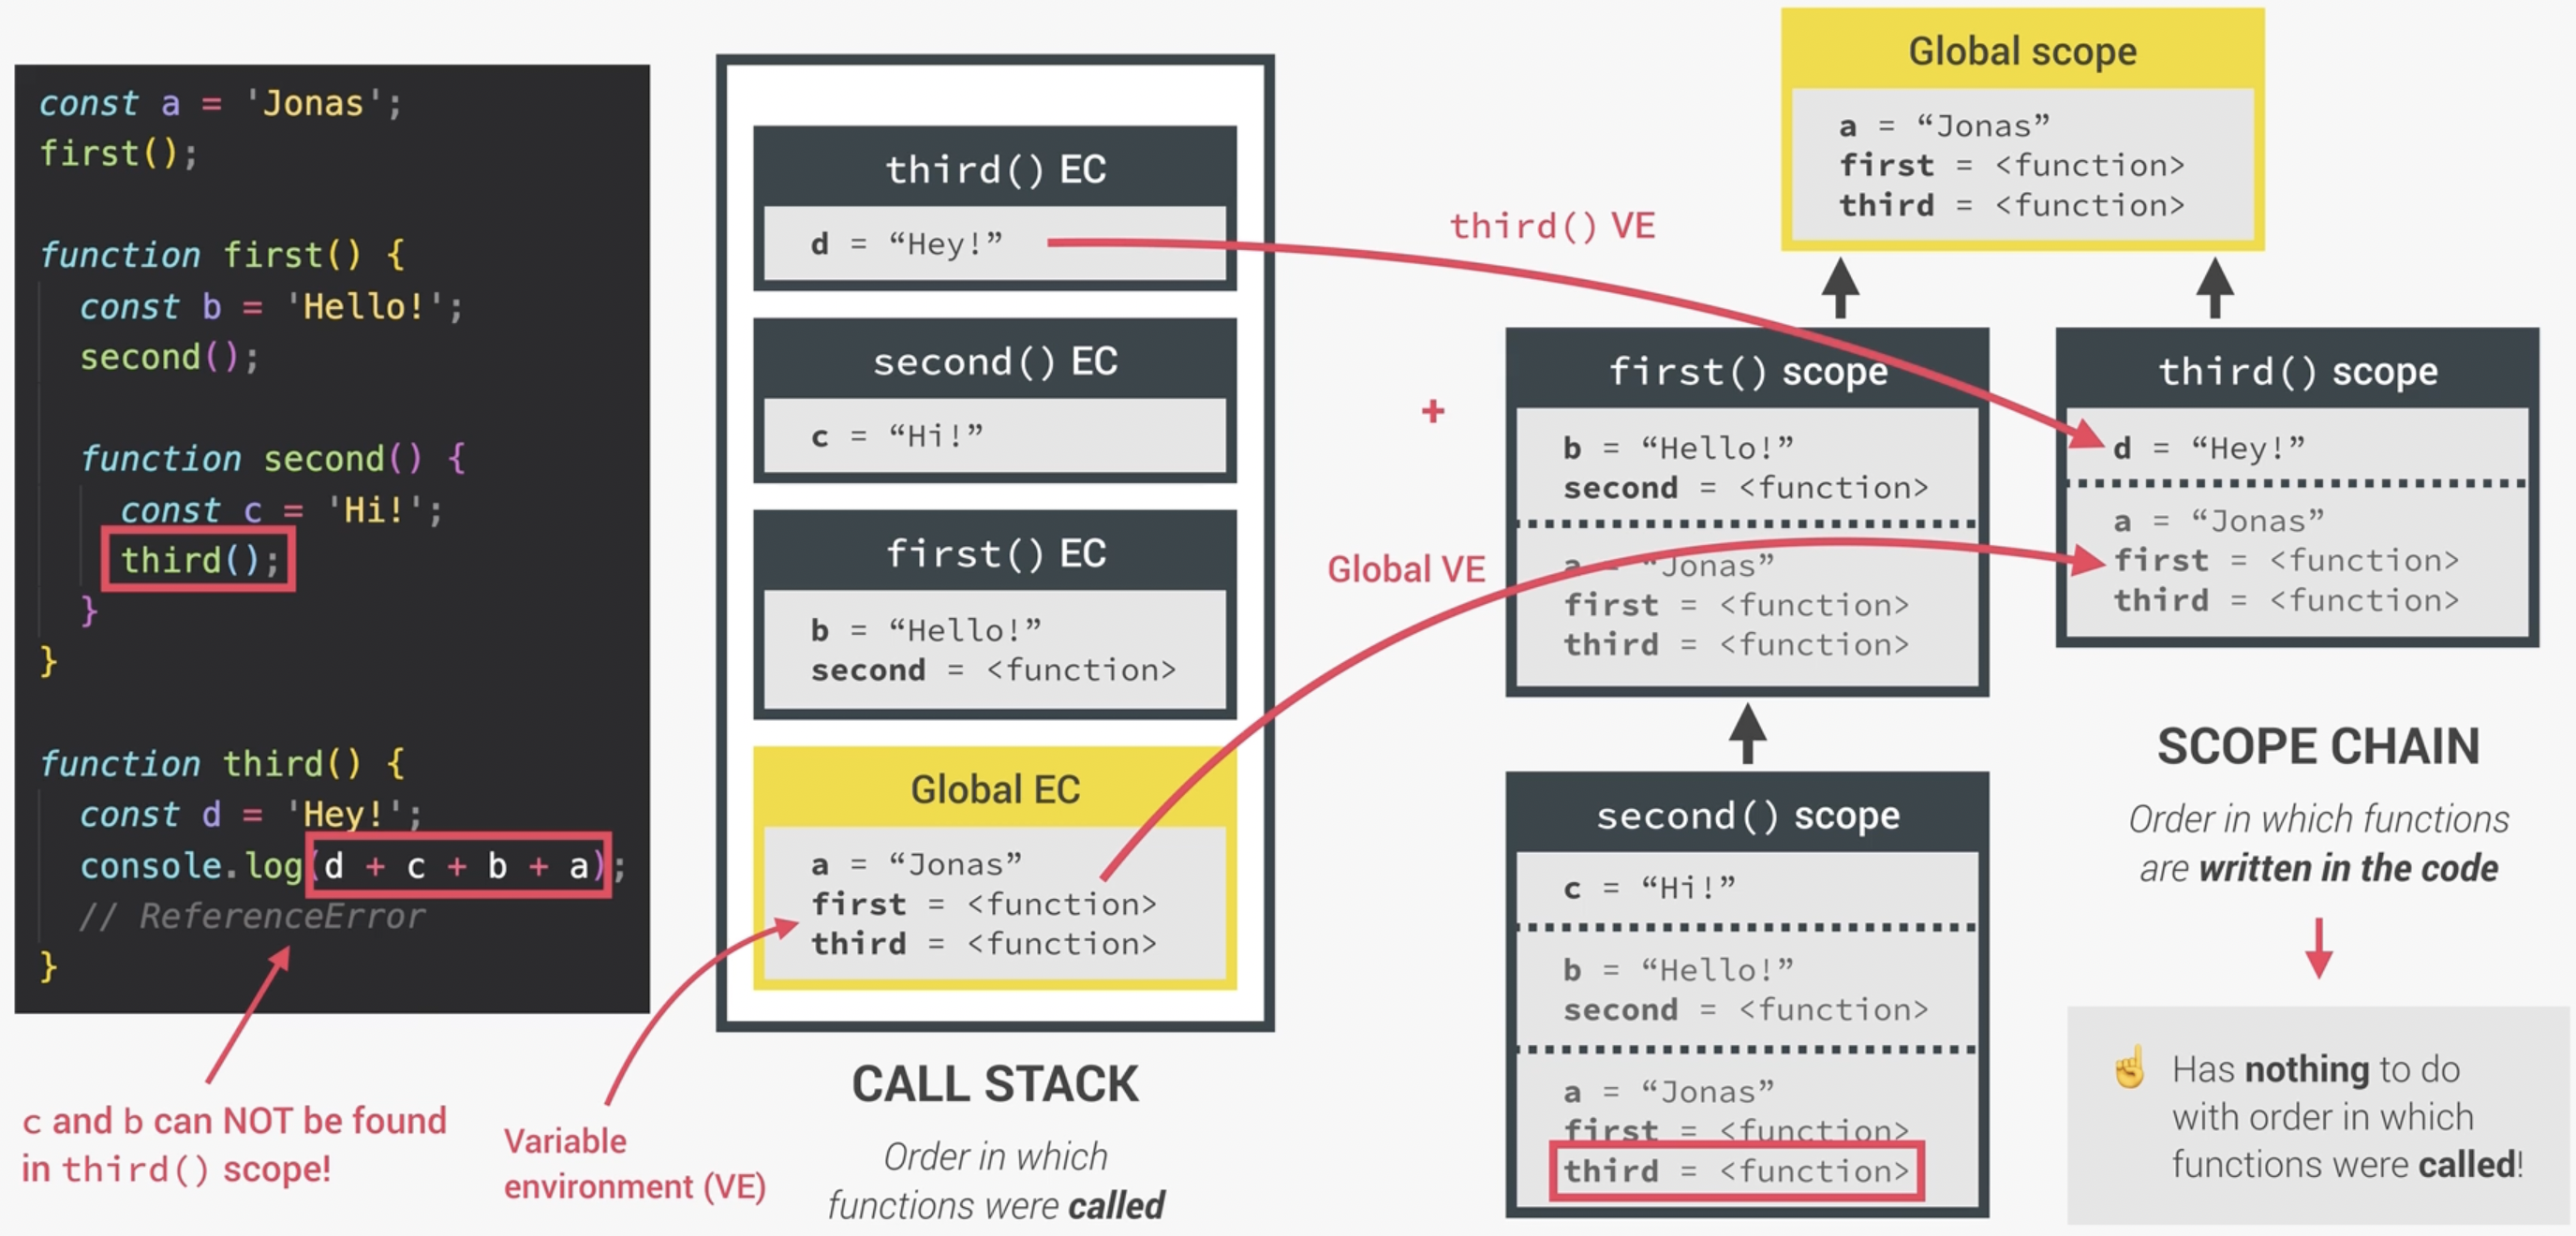 const a = 'Jonas';
first();
function first() {
const b = 'Hello!';
second();
function second() {
const c = 'Hi!';
third();
}
}
function third() {
const d = 'Hey!';
console.log(d + c + b + a);
// ReferenceError
}
c and b can NOT be found
in third() scope!
Variable
environment (VE)
third() EC
d = “Hey!”
second() EC
c = “Hi!”
first() EC
b = “Hello!”
second = <function>
Global EC
a = “Jonas”
first = <function>
third = <function>
CALL STACK
Order in which
functions were called
third() VE
+
Global VE
Global scope
a = “Jonas”
first = <function>
third = <function>
first() scope
b = “Hello!”
second = <function>
a = “Jonas”
first = <function>
third = <function>
second() scope
c = “Hi!”
b = “Hello!”
second = <function>
a = “Jonas”
first = <function>
third = <function>
third() scope
d = “Hey!”
a = “Jonas”
first = <function>
third = <function>
SCOPE CHAIN
Order in which functions
are written in the code
☝️ Has nothing to do
with order in which
functions were called!